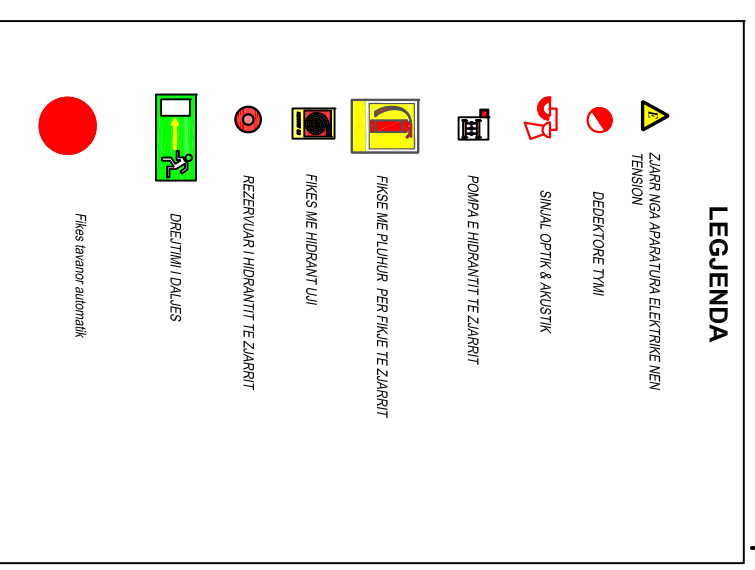 LEGJENDA
E
ZJARR NGA APARATURA ELEKTRIKE NEN
TENSION
DEDEKTORE TYMI
SINJAL OPTIK & AKUSTIK
POMPA E HIDRANTIT TE ZJARRIT
FIKSE ME PLUHUR PER FIKJE TE ZJARRIT
FIKES ME HIDRANT UJI
REZERVUAR I HIDRANTIT TE ZJARRIT
DREJTIMI I DALJES
Fikes tavanor automatik